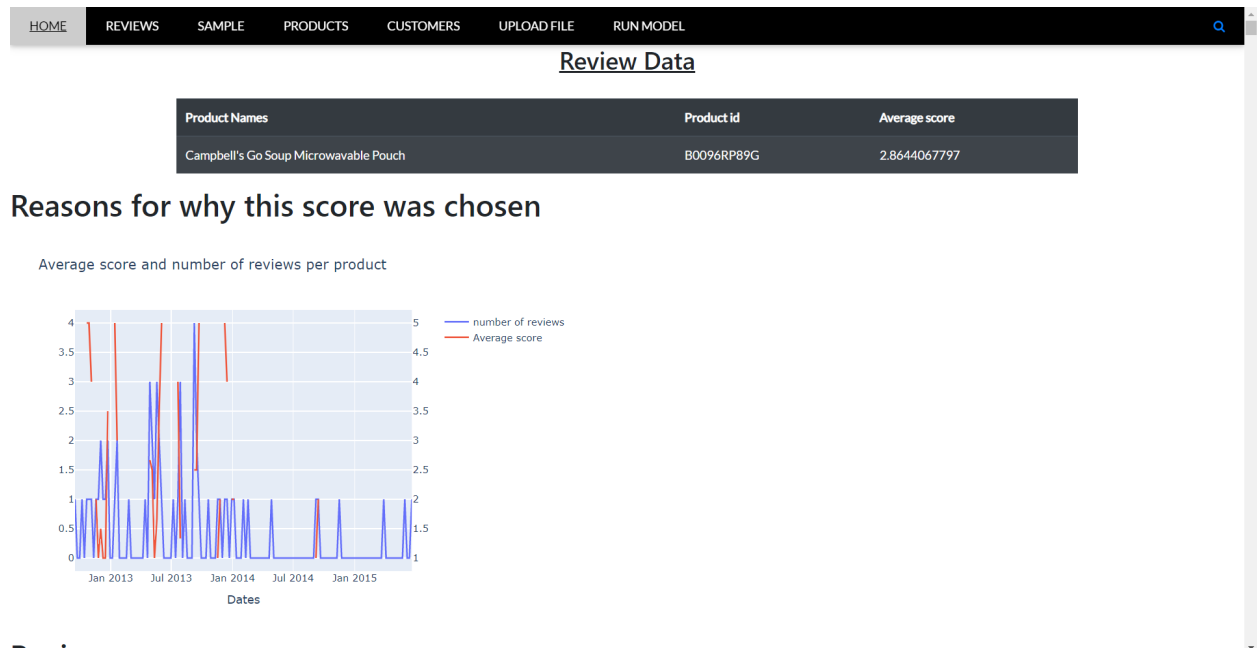 HOME REVIEWS SAMPLE PRODUCTS CUSTOMERS UPLOAD FILE RUN MODEL
Review Data
Product Names Product id Average score
Campbell's Go Soup Microwavable Pouch B0096RP89G 2.8644067797
Reasons for why this score was chosen
Average score and number of reviews per product
4 5 number of reviews
Average score
3.5 4.5
3 4
2.5 3.5
2 3
1.5 2.5
1 2
0.5 1.5
0 1
Jan 2013 Jul 2013 Jan 2014 Jul 2014 Jan 2015
Dates